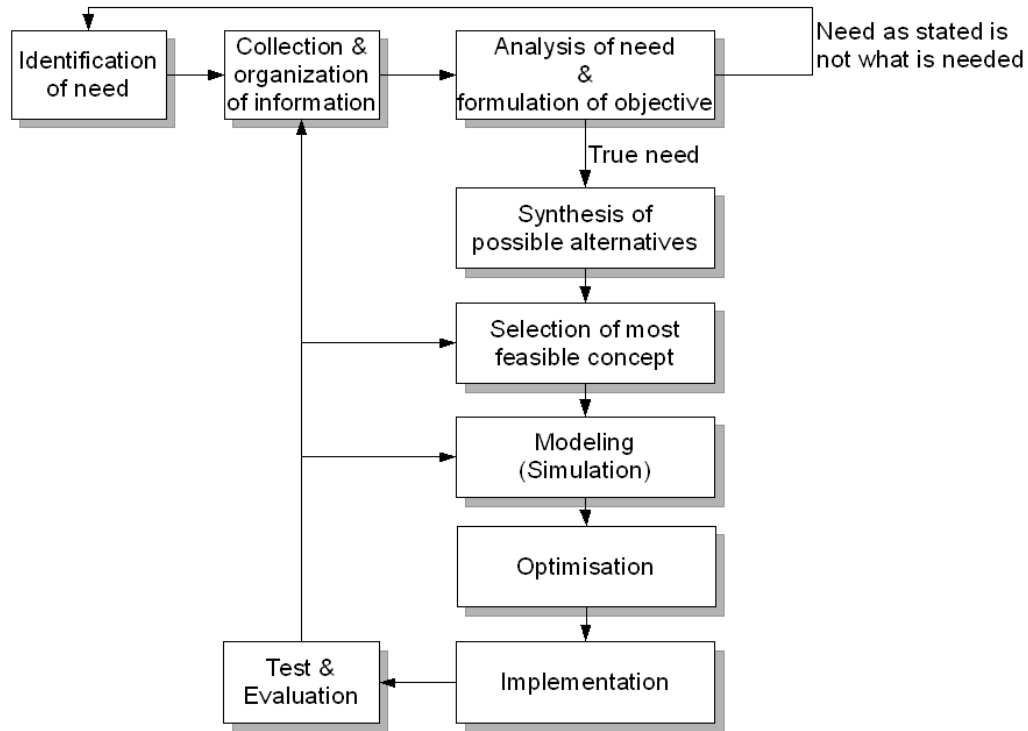 Identification
of need
Collection &
organization
of information
Analysis of need
&
formulation of objective
Need as stated is
not what is needed
True need
Synthesis of
possible alternatives
Selection of most
feasible concept
Modeling
(Simulation)
Optimisation
Test &
Evaluation
Implementation